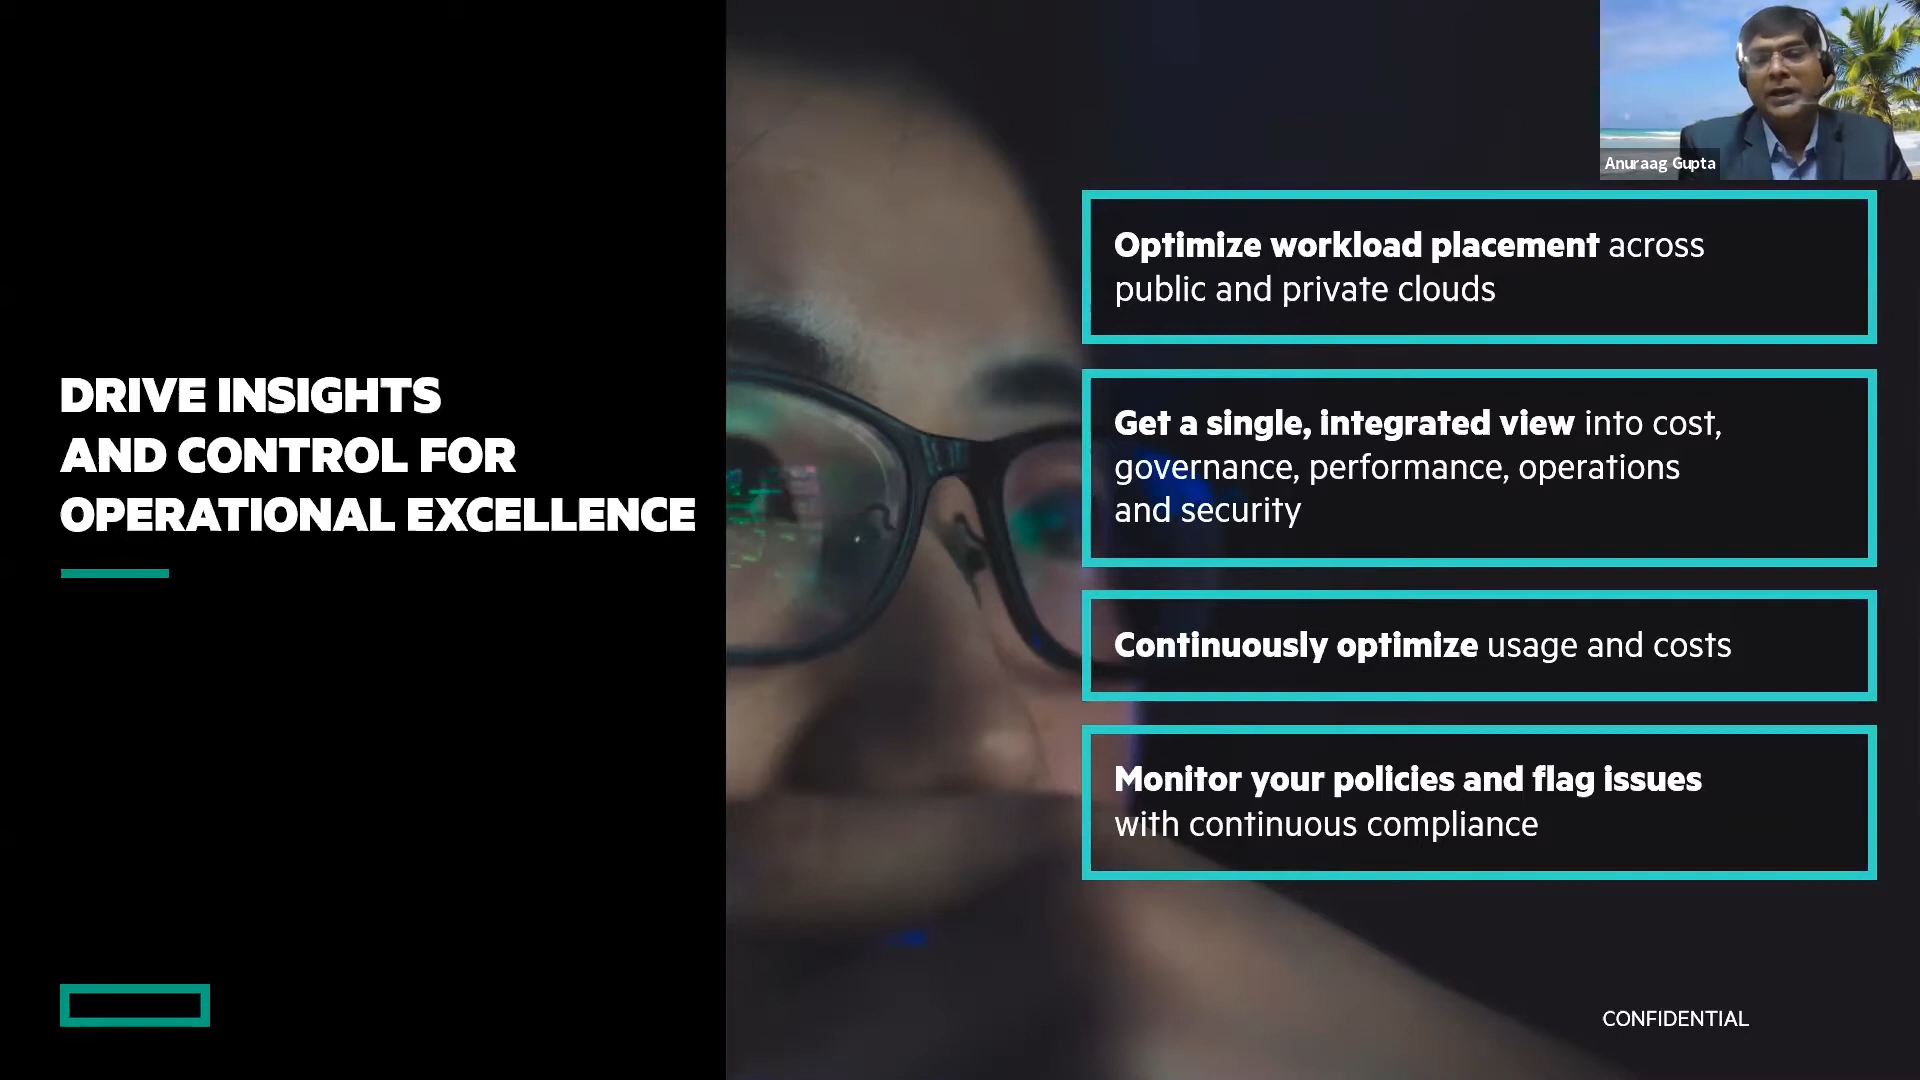 Anuraag Gupta
DRIVE INSIGHTS
AND CONTROL FOR
OPERATIONAL EXCELLENCE
Optimize workload placement across
public and private clouds
Get a single, integrated view into cost,
governance, performance, operations
and security
Continuously optimize usage and costs
Monitor your policies and flag issues
with continuous compliance
CONFIDENTIAL